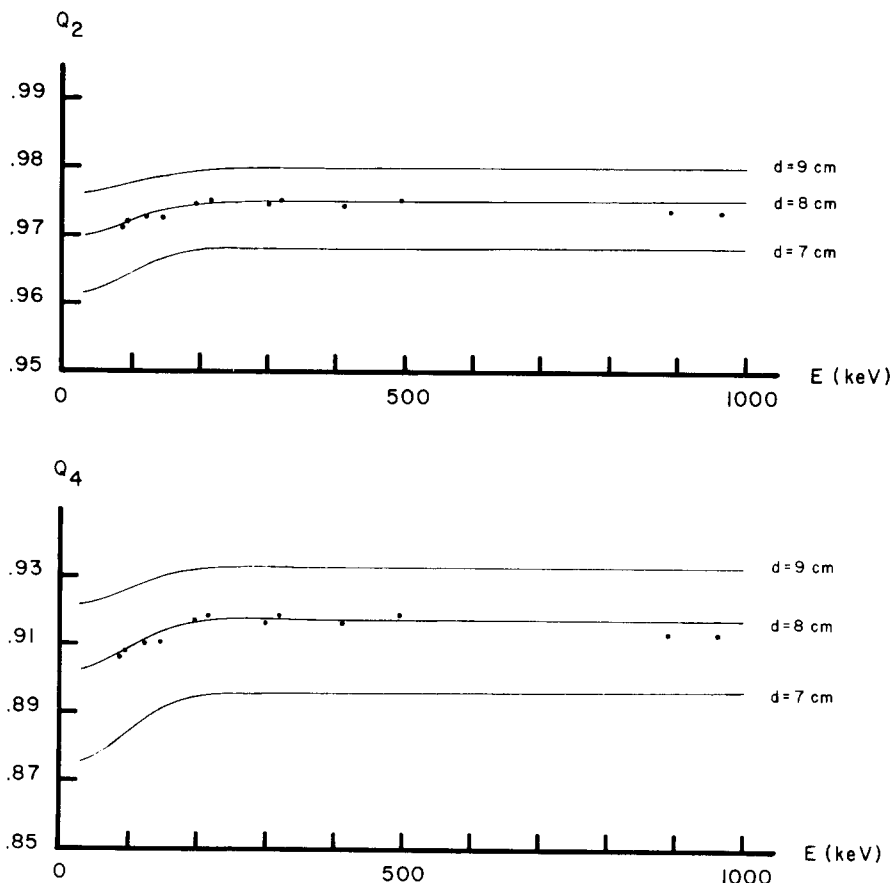 Q2
.99
.98
.97
.96
.95
d = 9 cm
d = 8 cm
d = 7 cm
0
500
1000
E (keV)
Q4
.93
.91
.89
.87
.85
d = 9 cm
d = 8 cm
d = 7 cm
0
500
1000
E (keV)